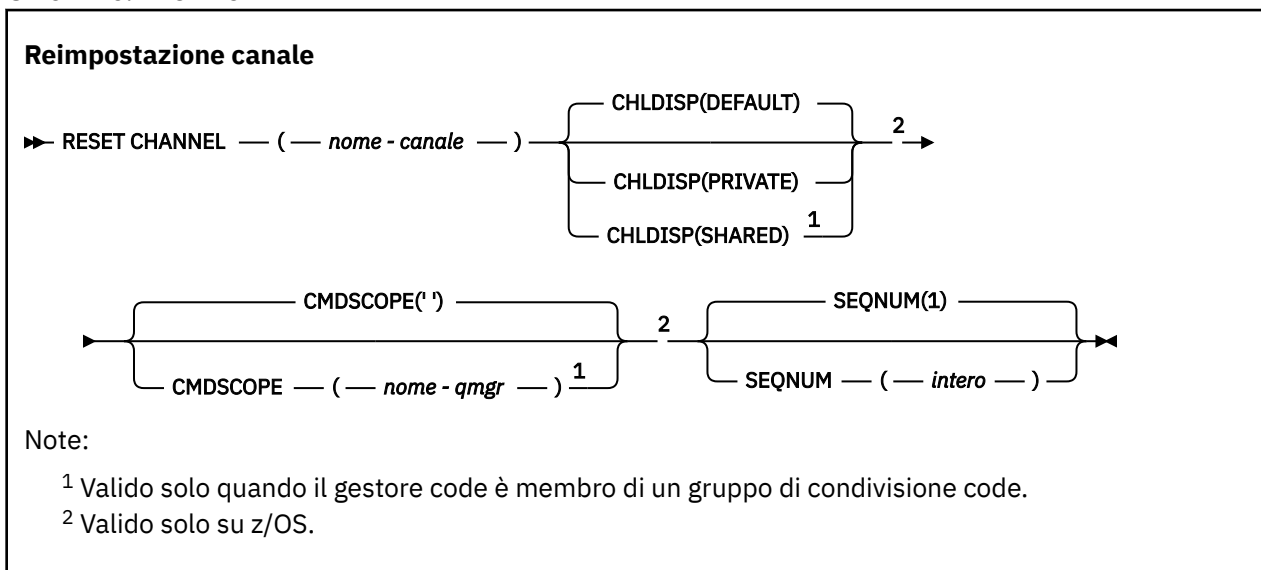 Reimpostazione canale
CHLDISP(DEFAULT)
RESET CHANNEL ( nome - canale ) 2
CHLDISP(PRIVATE)
CHLDISP(SHARED) 1
CMDSCOPE(' ') SEQNUM(1)
2
CMDSCOPE ( nome - qmgr ) 1 SEQNUM ( intero )
Note:
1 Valido solo quando il gestore code è membro di un gruppo di condivisione code.
2 Valido solo su z/OS.